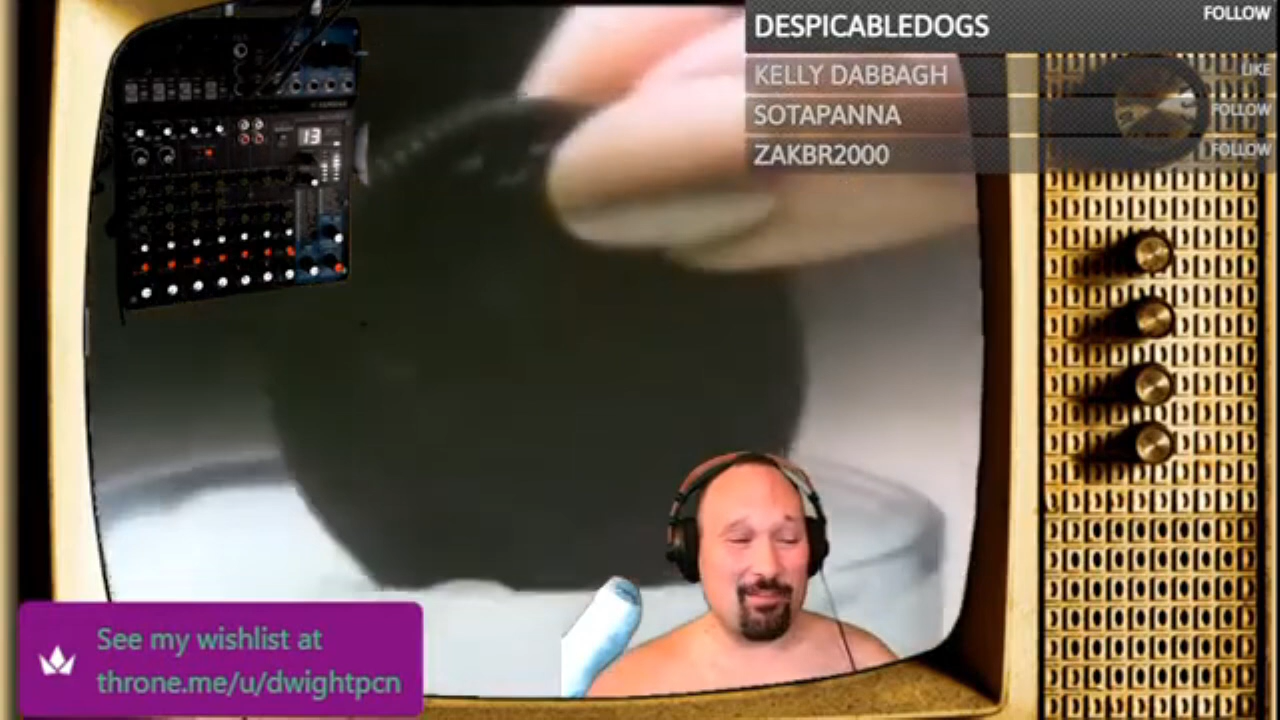 DESPICABLEDOGS
FOLLOW
KELLY DABBAGH
LIKE
SOTAPANNA
FOLLOW
ZAKBR2000
FOLLOW
13
See my wishlist at
throne.me/u/dwightpcn